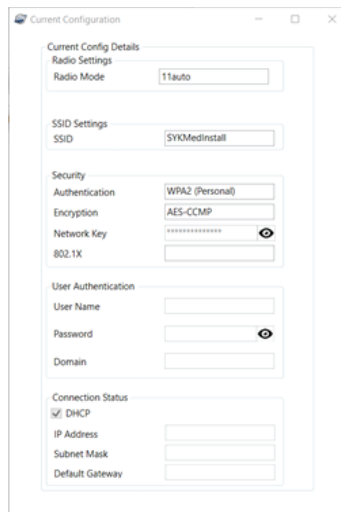 Current Configuration
Current Config Details
Radio Settings
Radio Mode 11auto
SSID Settings
SSID SYKMedInstall
Security
Authentication WPA2 (Personal)
Encryption AES-CCMP
Network Key **************
802.1X
User Authentication
User Name
Password
Domain
Connection Status
DHCP
IP Address
Subnet Mask
Default Gateway